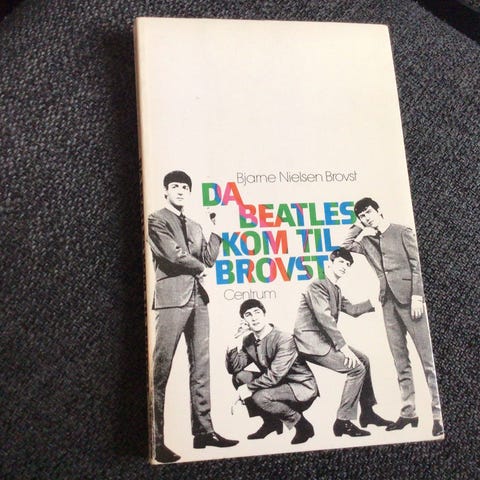 Bjarne Nielsen Brovst
DA
BEATLES
KOM TIL
BROVST
Centrum